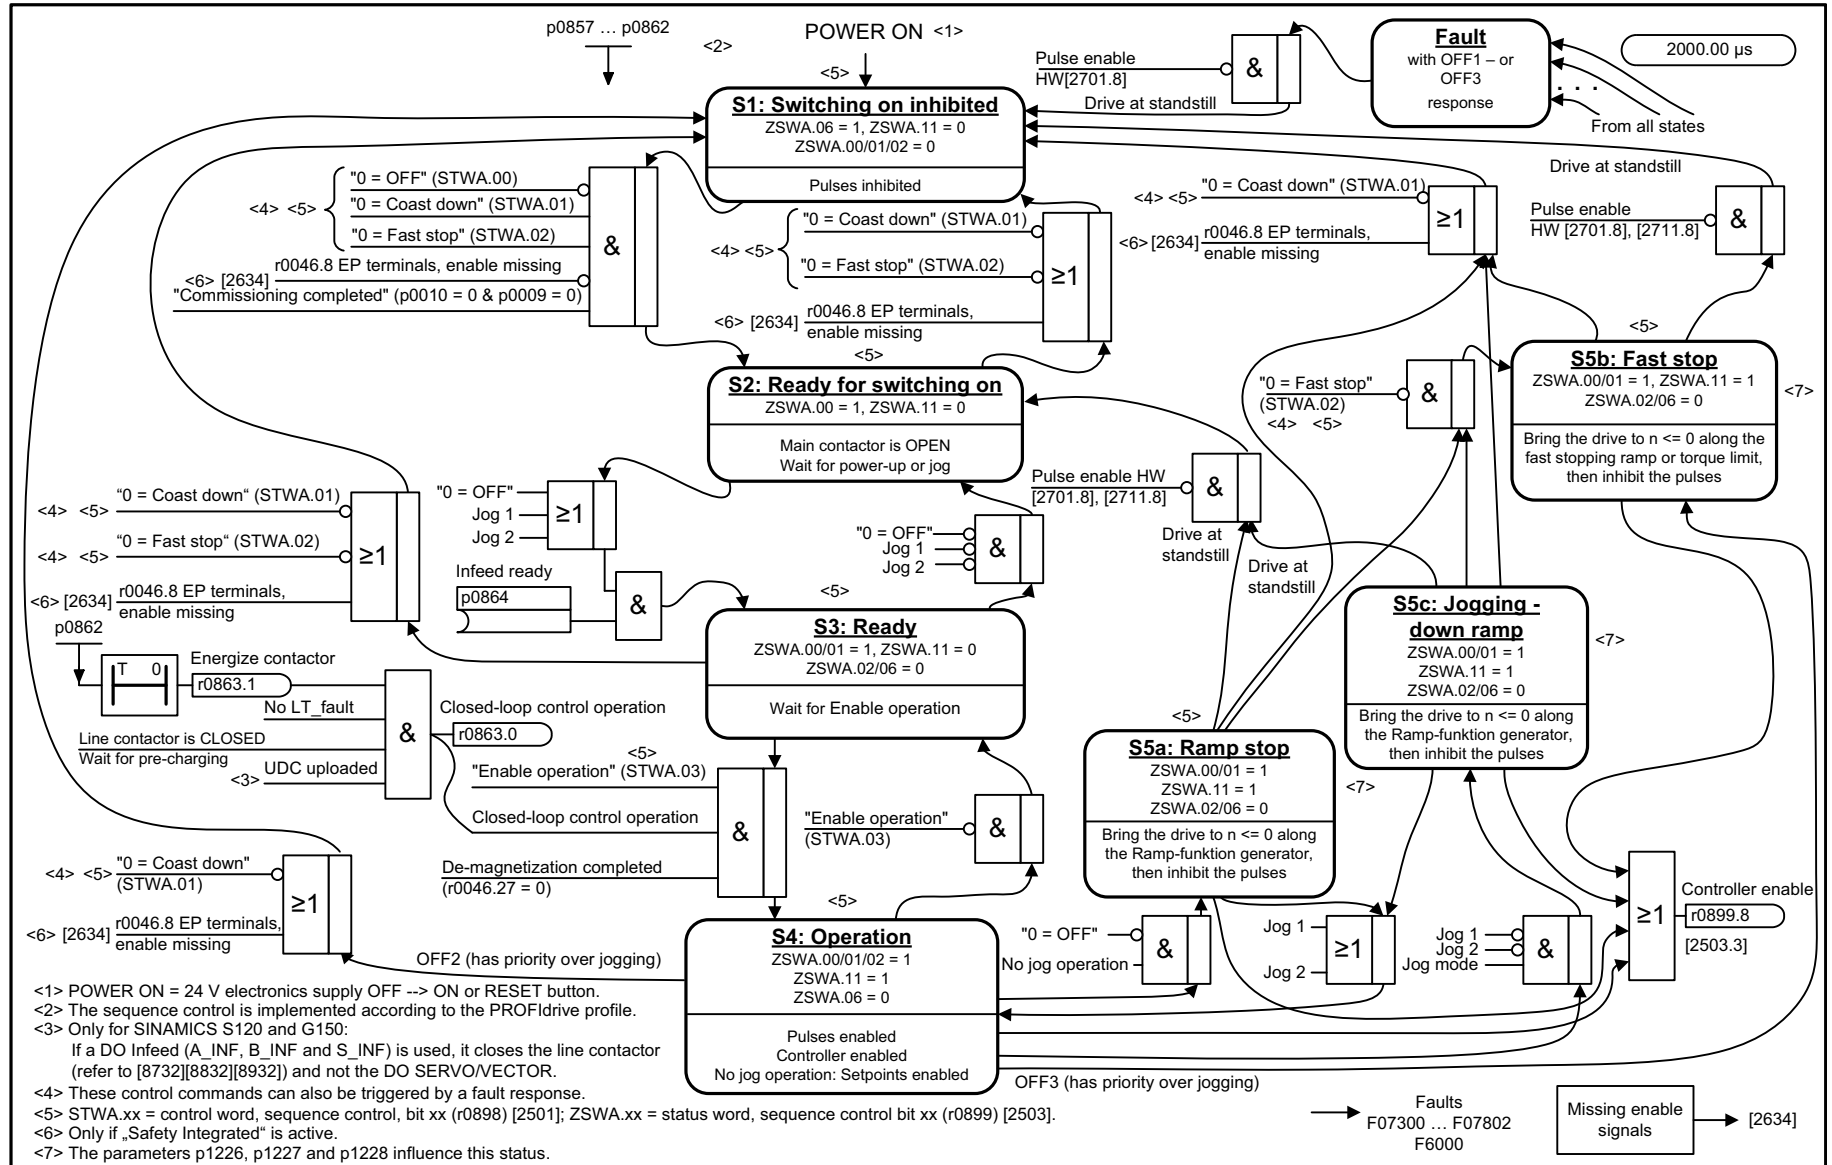 p0857 … p0862
<2>
POWER ON <1>
<5>
Pulse enable
HW[2701.8]
&
Drive at standstill
Fault
with OFF1 – or
OFF3
response
. . .
From all states
2000.00 µs
S1: Switching on inhibited
ZSWA.06 = 1, ZSWA.11 = 0
ZSWA.00/01/02 = 0
Pulses inhibited
<4> <5>
"0 = OFF" (STWA.00)
"0 = Coast down" (STWA.01)
"0 = Fast stop" (STWA.02)
<6> [2634]
r0046.8 EP terminals, enable missing
"Commissioning completed" (p0010 = 0 & p0009 = 0)
&
<4> <5>
"0 = Coast down" (STWA.01)
"0 = Fast stop" (STWA.02)
<6> [2634]
r0046.8 EP terminals,
enable missing
≥1
<4> <5>
"0 = Coast down" (STWA.01)
<6> [2634]
r0046.8 EP terminals,
enable missing
≥1
Drive at standstill
Pulse enable
HW [2701.8], [2711.8]
&
<5>
S2: Ready for switching on
ZSWA.00 = 1, ZSWA.11 = 0
Main contactor is OPEN
Wait for power-up or jog
"0 = Fast stop"
(STWA.02)
<4> <5>
&
<5>
S5b: Fast stop
ZSWA.00/01 = 1, ZSWA.11 = 1
ZSWA.02/06 = 0
Bring the drive to n <= 0 along the
fast stopping ramp or torque limit,
then inhibit the pulses
<7>
<4> <5>
“0 = Coast down“ (STWA.01)
<4> <5>
“0 = Fast stop“ (STWA.02)
<6> [2634]
r0046.8 EP terminals,
enable missing
≥1
"0 = OFF"
Jog 1
Jog 2
≥1
Infeed ready
p0864
&
"0 = OFF"
Jog 1
Jog 2
&
Pulse enable HW
[2701.8], [2711.8]
&
Drive at
standstill
Drive at
standstill
<5>
S3: Ready
ZSWA.00/01 = 1, ZSWA.11 = 0
ZSWA.02/06 = 0
Wait for Enable operation
S5c: Jogging -
down ramp
ZSWA.00/01 = 1
ZSWA.11 = 1
ZSWA.02/06 = 0
Bring the drive to n <= 0 along
the Ramp-funktion generator,
then inhibit the pulses
<7>
p0862
T 0
Energize contactor
r0863.1
No LT_fault
Line contactor is CLOSED
Wait for pre-charging
<3>
UDC uploaded
&
Closed-loop control operation
r0863.0
<5>
"Enable operation" (STWA.03)
Closed-loop control operation
De-magnetization completed
(r0046.27 = 0)
&
"Enable operation"
(STWA.03)
&
<5>
S5a: Ramp stop
ZSWA.00/01 = 1
ZSWA.11 = 1
ZSWA.02/06 = 0
Bring the drive to n <= 0 along
the Ramp-funktion generator,
then inhibit the pulses
<7>
<4> <5>
"0 = Coast down"
(STWA.01)
<6> [2634]
r0046.8 EP terminals,
enable missing
≥1
OFF2 (has priority over jogging)
<5>
S4: Operation
ZSWA.00/01/02 = 1
ZSWA.11 = 1
ZSWA.06 = 0
Pulses enabled
Controller enabled
No jog operation: Setpoints enabled
"0 = OFF"
No jog operation
&
Jog 1
Jog 2
≥1
Jog 1
Jog 2
Jog mode
&
≥1
Controller enable
r0899.8
[2503.3]
OFF3 (has priority over jogging)
<1> POWER ON = 24 V electronics supply OFF --> ON or RESET button.
<2> The sequence control is implemented according to the PROFIdrive profile.
<3> Only for SINAMICS S120 and G150:
If a DO Infeed (A_INF, B_INF and S_INF) is used, it closes the line contactor
(refer to [8732][8832][8932]) and not the DO SERVO/VECTOR.
<4> These control commands can also be triggered by a fault response.
<5> STWA.xx = control word, sequence control, bit xx (r0898) [2501]; ZSWA.xx = status word, sequence control bit xx (r0899) [2503].
<6> Only if „Safety Integrated“ is active.
<7> The parameters p1226, p1227 and p1228 influence this status.
Faults
F07300 … F07802
F6000
Missing enable
signals
[2634]